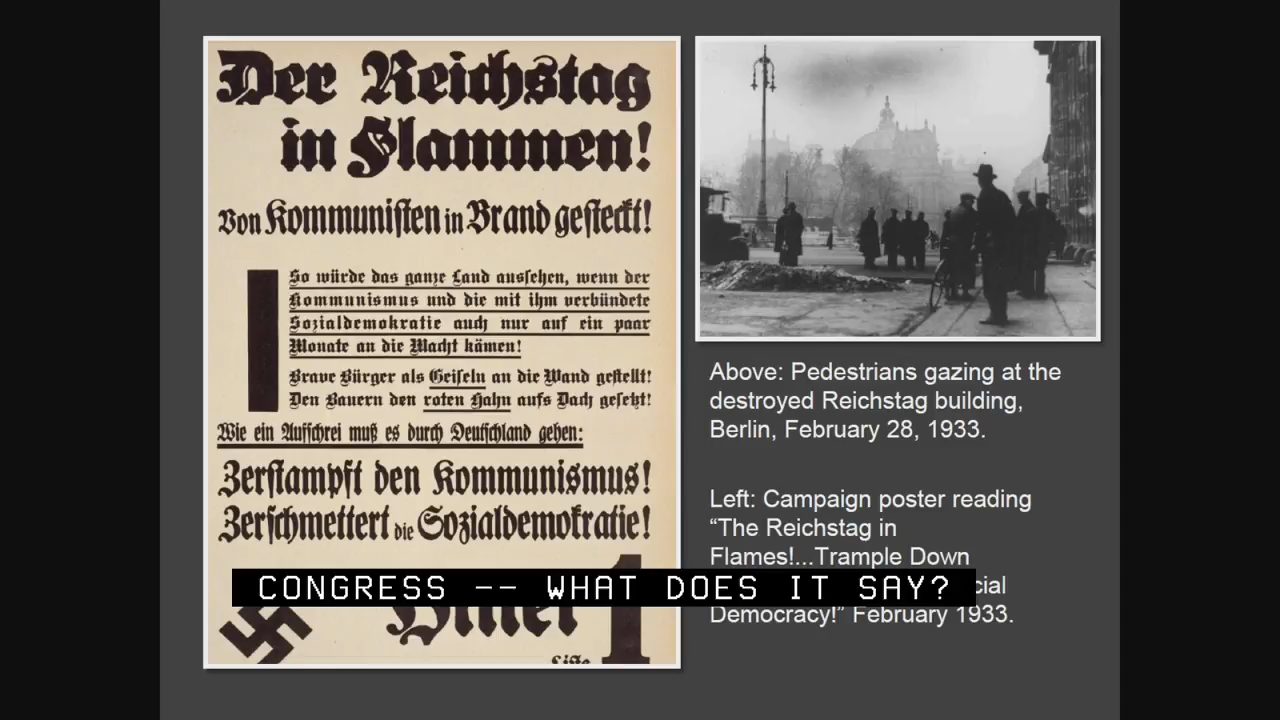 Der Reichstag
in Flammen!
Von Kommunisten in Brand gesteckt!
So würde das ganze Land aussehen, wenn der
Kommunismus und die mit ihm verbündete
Sozialdemokratie auch nur auf ein paar
Monate an die Macht kämen!
Brave Bürger als Geiseln an die Wand gestellt!
Den Bauern den roten Hahn aufs Dach gesetzt!
Wie ein Aufschrei muß es durch Deutschland gehen:
Zerstampft den Kommunismus!
Zerschmettert die Sozialdemokratie!
1
Above: Pedestrians gazing at the
destroyed Reichstag building,
Berlin, February 28, 1933.
Left: Campaign poster reading
“The Reichstag in
Flames!...Trample Down
Democracy!” February 1933.
CONGRESS -- WHAT DOES IT SAY?